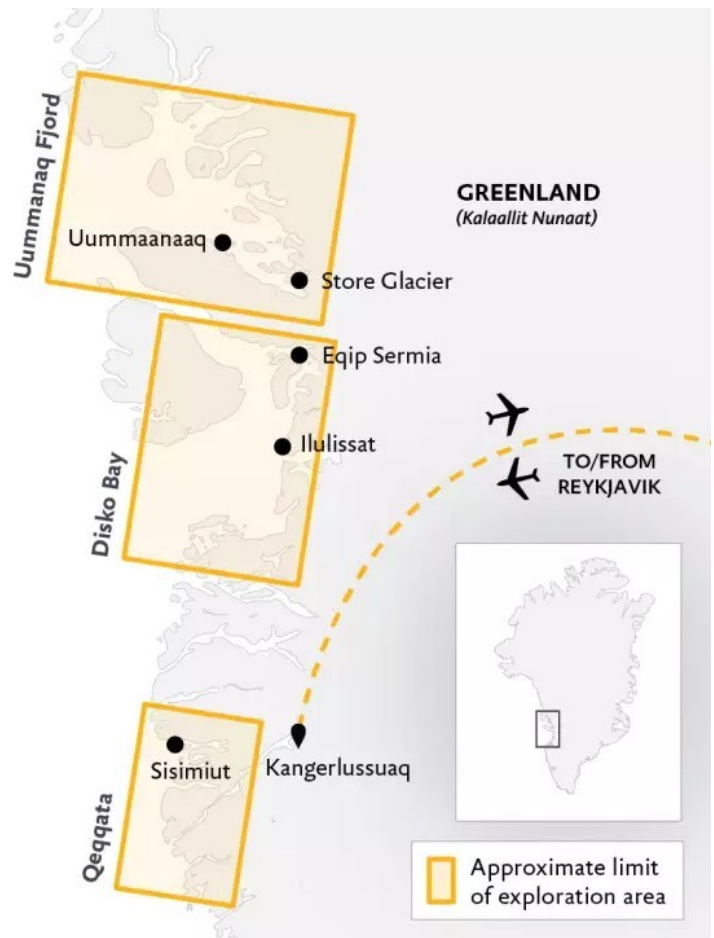 Uummanaq Fjord
GREENLAND
(Kalaallit Nunaat)
Uummaanaaq
Store Glacier
Eqip Sermia
Ilulissat
Disko Bay
TO/FROM
REYKJAVIK
Sisimiut
Kangerlussuaq
Qeqqata
Approximate limit
of exploration area